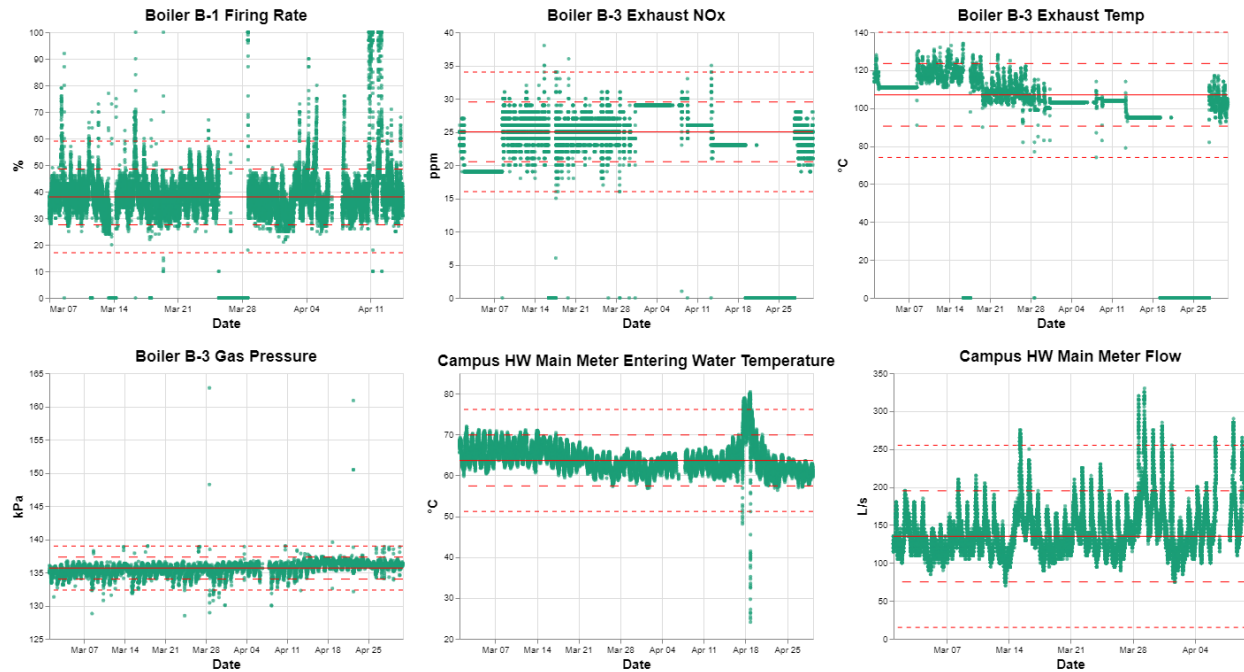 Boiler B-1 Firing Rate
100
90
80
70
60
50
40
30
20
10
0
%
Mar 07 Mar 14 Mar 21 Mar 28 Apr 04 Apr 11
Date
Boiler B-3 Exhaust NOx
40
35
30
25
20
15
10
5
0
ppm
Mar 07 Mar 14 Mar 21 Mar 28 Apr 04 Apr 11 Apr 18 Apr 25
Date
Boiler B-3 Exhaust Temp
140
120
100
80
60
40
20
0
°C
Mar 07 Mar 14 Mar 21 Mar 28 Apr 04 Apr 11 Apr 18 Apr 25
Date
Boiler B-3 Gas Pressure
165
160
155
150
145
140
135
130
125
kPa
Mar 07 Mar 14 Mar 21 Mar 28 Apr 04 Apr 11 Apr 18 Apr 25
Date
Campus HW Main Meter Entering Water Temperature
90
80
70
60
50
40
30
20
°C
Mar 07 Mar 14 Mar 21 Mar 28 Apr 04 Apr 11 Apr 18 Apr 25
Date
Campus HW Main Meter Flow
350
300
250
200
150
100
50
0
L/s
Mar 07 Mar 14 Mar 21 Mar 28 Apr 04
Date